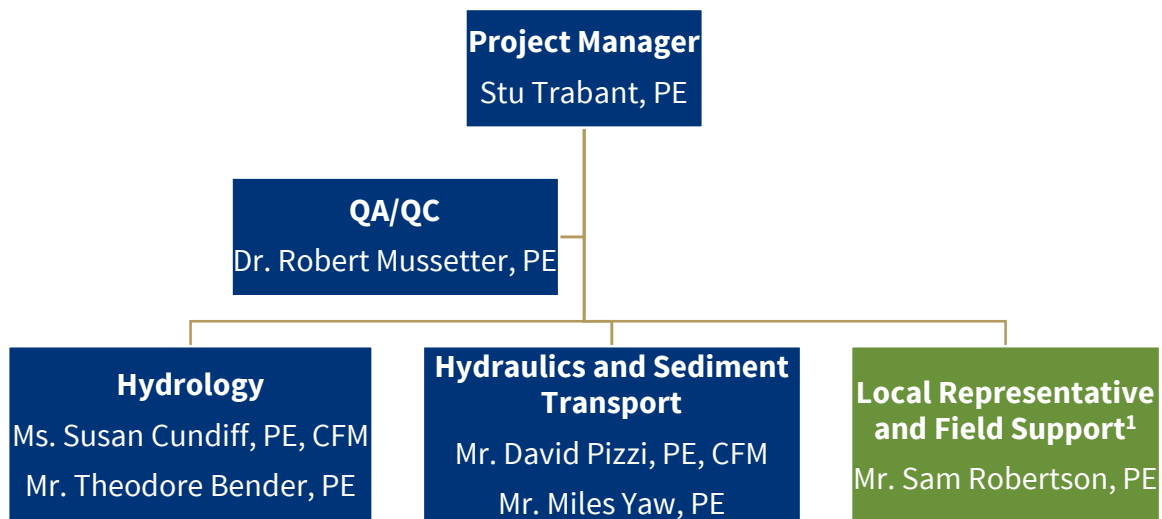 Project Manager
Stu Trabant, PE
QA/QC
Dr. Robert Mussetter, PE
Hydrology
Ms. Susan Cundiff, PE, CFM
Mr. Theodore Bender, PE
Hydraulics and Sediment
Transport
Mr. David Pizzi, PE, CFM
Mr. Miles Yaw, PE
Local Representative
and Field Support¹
Mr. Sam Robertson, PE